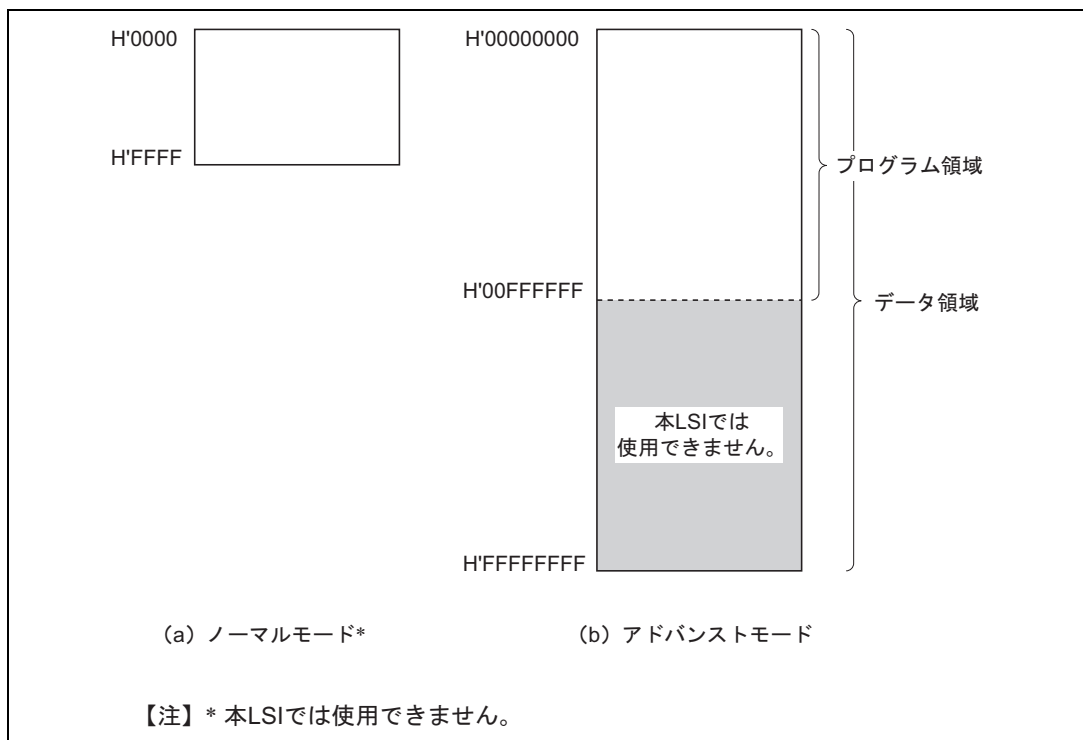 H'0000
H'FFFF
(a) ノーマルモード*
H'00000000
H'00FFFFFF
H'FFFFFFFF
プログラム領域
データ領域
本LSIでは
使用できません。
(b) アドバンストモード
【注】* 本LSIでは使用できません。